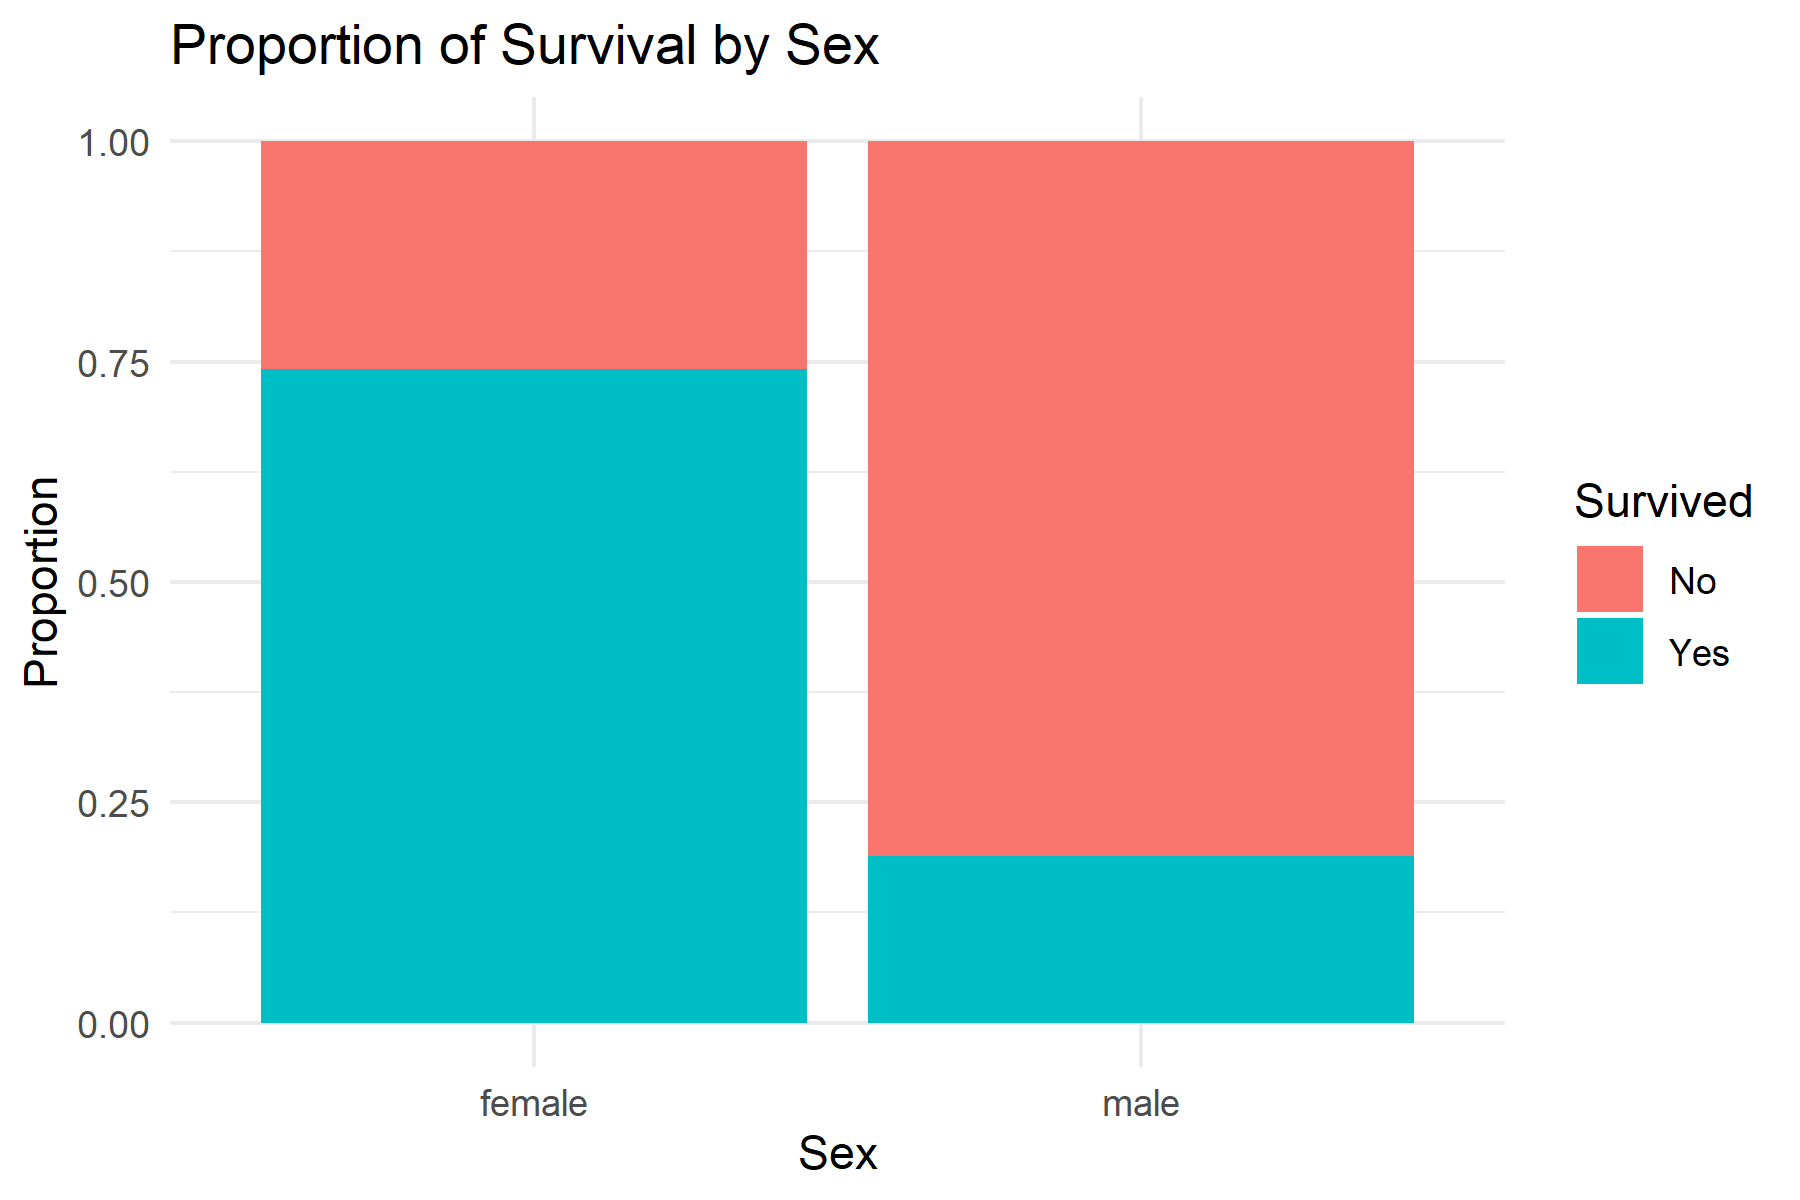 Proportion of Survival by Sex
Proportion
1.00
0.75
0.50
0.25
0.00
female
male
Sex
Survived
No
Yes